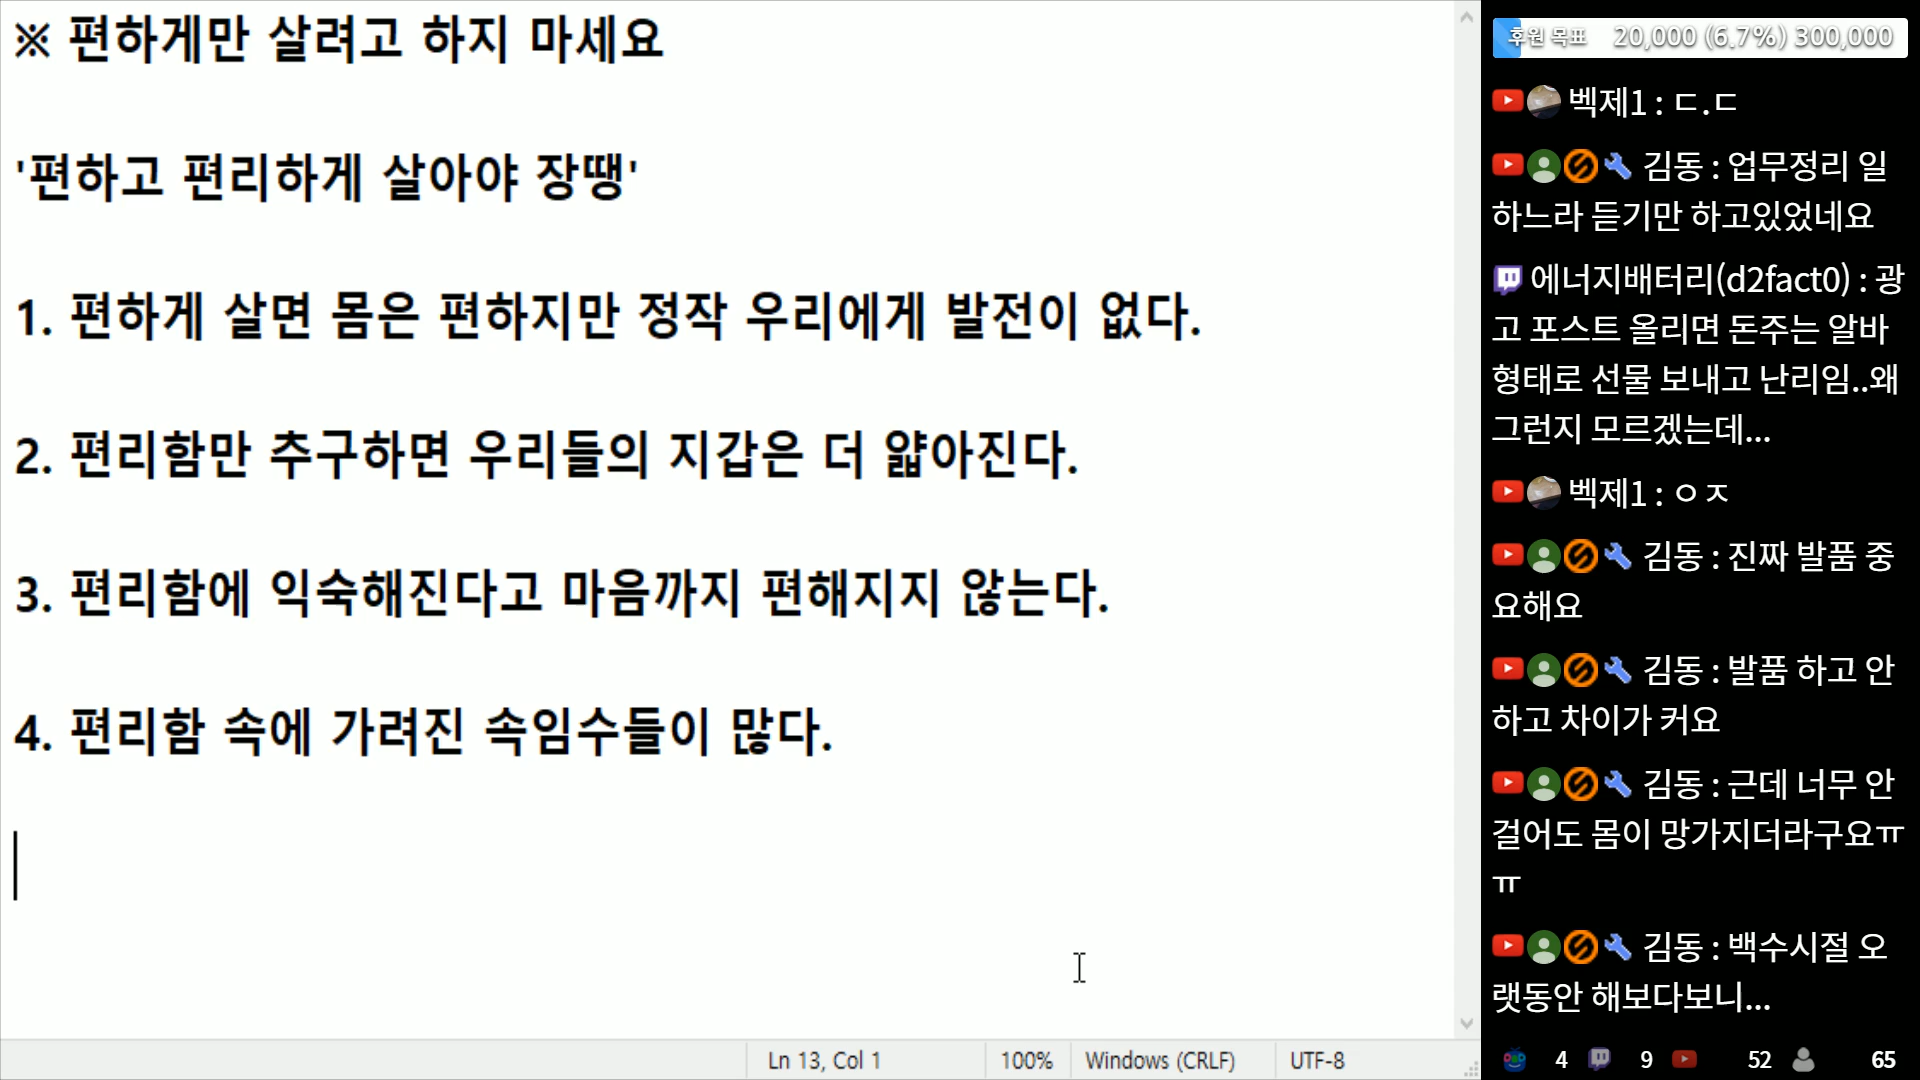 ※ 편하게만 살려고 하지 마세요
'편하고 편리하게 살아야 장땡'
1. 편하게 살면 몸은 편하지만 정작 우리에게 발전이 없다.
2. 편리함만 추구하면 우리들의 지갑은 더 얇아진다.
3. 편리함에 익숙해진다고 마음까지 편해지지 않는다.
4. 편리함 속에 가려진 속임수들이 많다.
Ln 13, Col 1 100% Windows (CRLF) UTF-8
후원 목표 20,000 (6.7%) 300,000
벡제1 : ㄷ.ㄷ
김동 : 업무정리 일
하느라 듣기만 하고있었네요
에너지배터리(d2fact0) : 광
고 포스트 올리면 돈주는 알바
형태로 선물 보내고 난리임..왜
그런지 모르겠는데...
벡제1 : ㅇㅈ
김동 : 진짜 발품 중
요해요
김동 : 발품 하고 안
하고 차이가 커요
김동 : 근데 너무 안
걸어도 몸이 망가지더라구요ㅠ
ㅠ
김동 : 백수시절 오
랫동안 해보다보니...
4 9 52 65